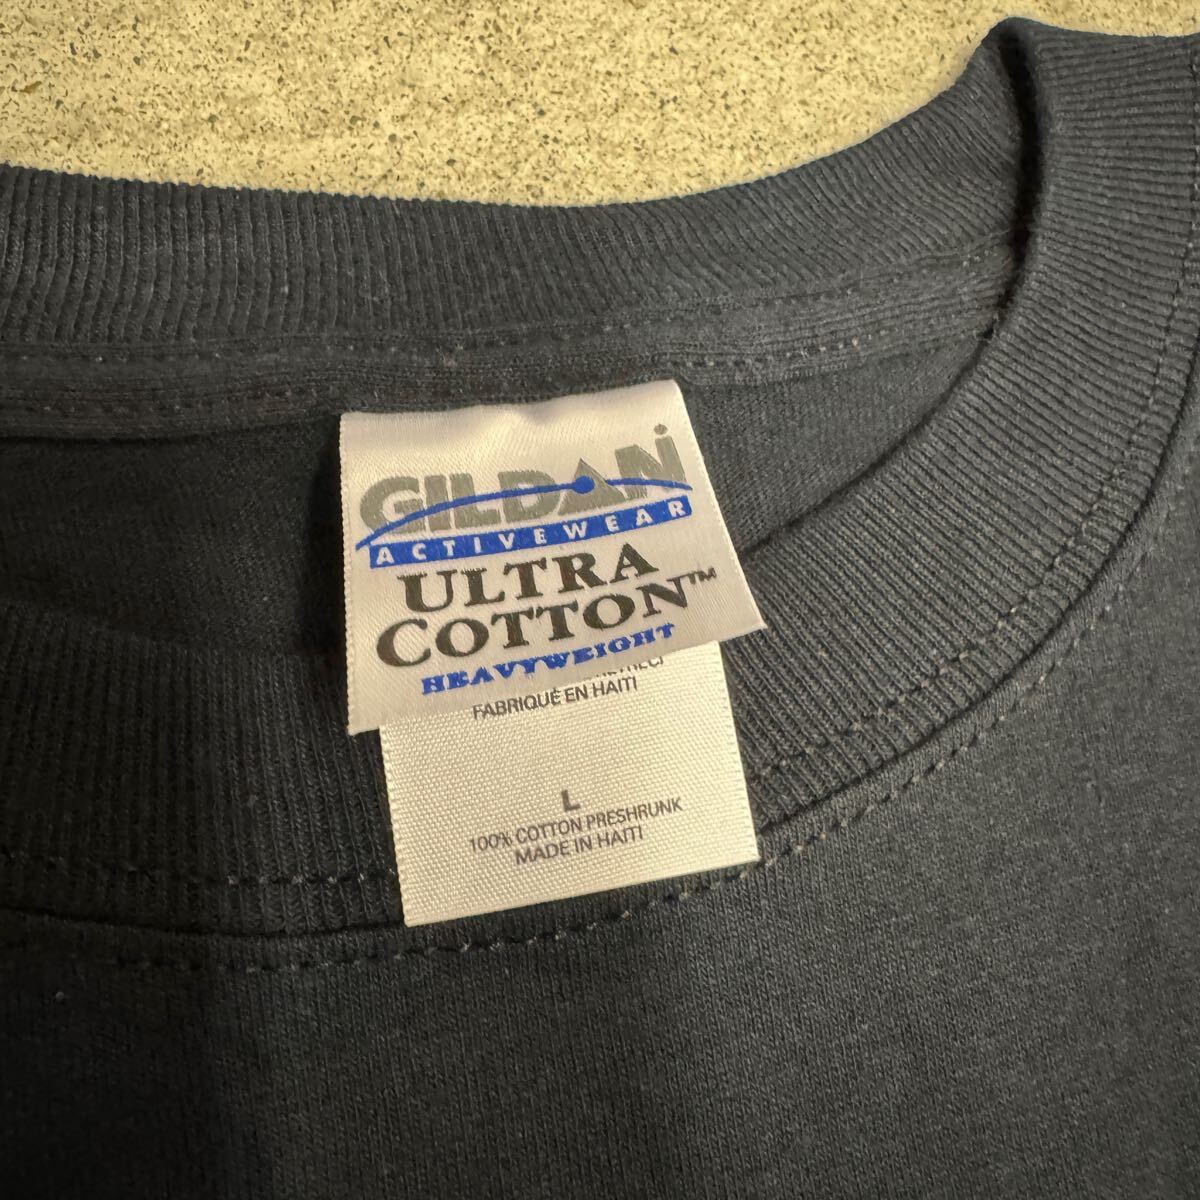 GILDAN
ACTIVEWEAR
ULTRA
COTTON™
HEAVYWEIGHT
FABRIQUÉ EN HAITI
L
100% COTTON PRESHRUNK
MADE IN HAITI